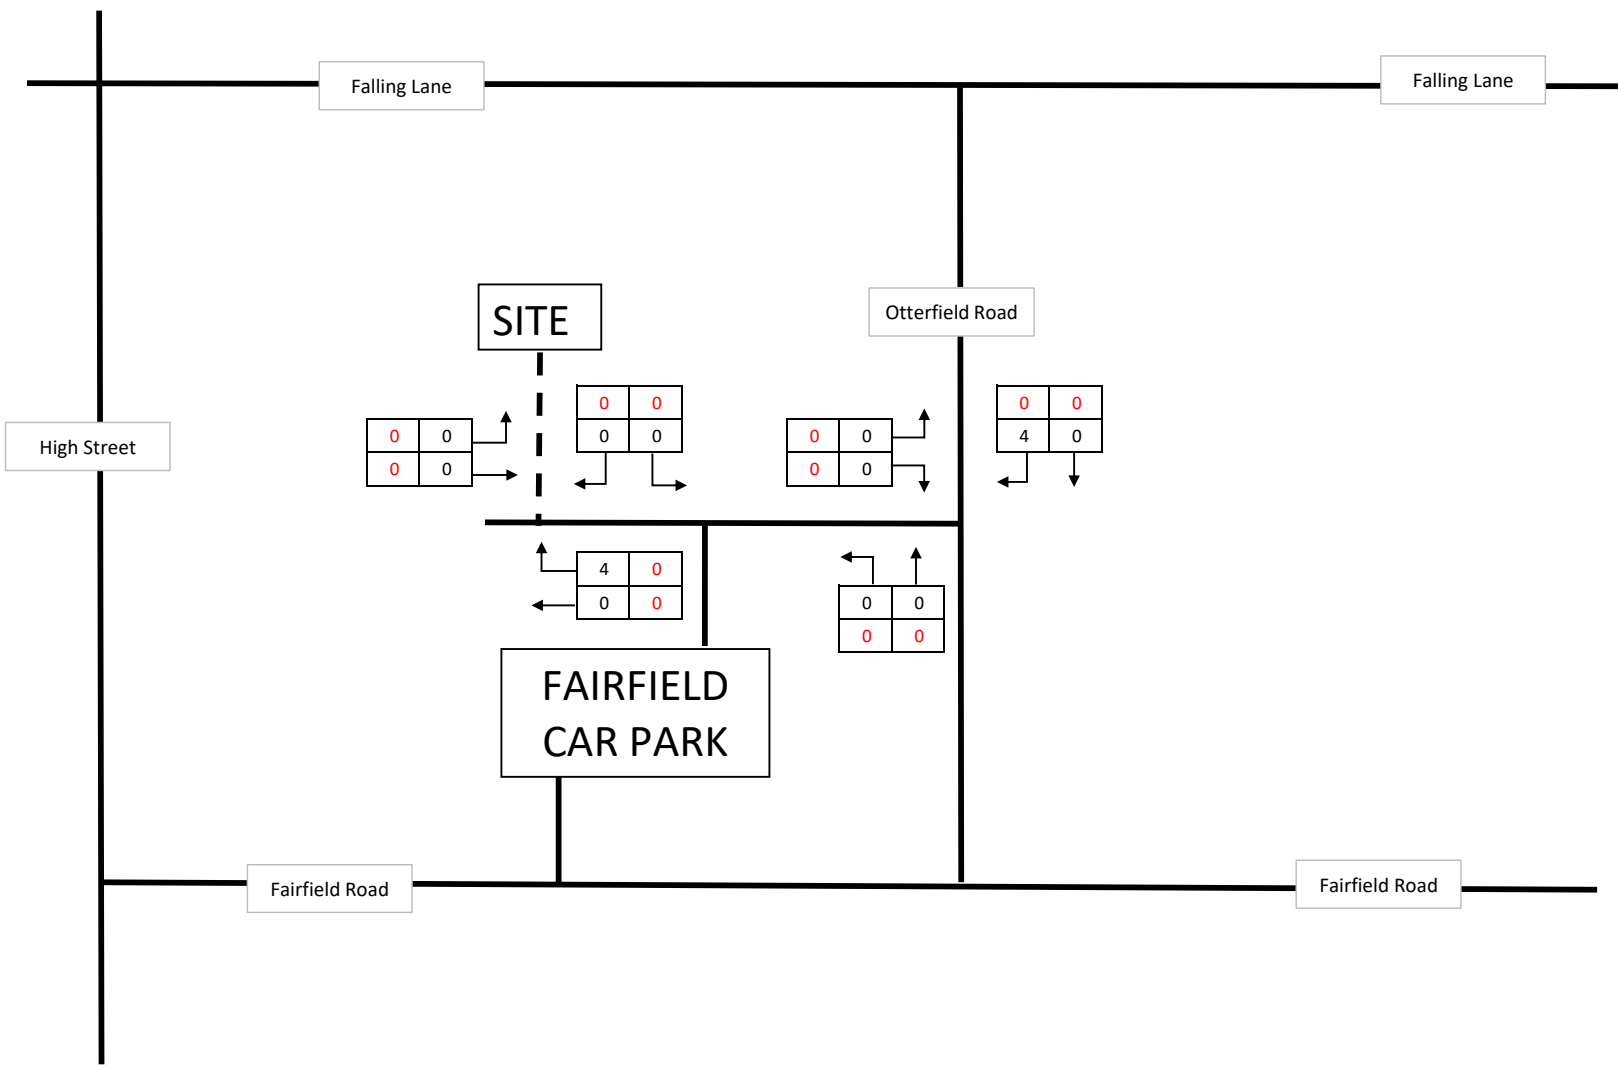 Falling Lane
Falling Lane
SITE
Otterfield Road
0 0
0 0
0 0
0 0
0 0
4 0
High Street
0 0
0 0
4 0
0 0
0 0
0 0
FAIRFIELD
CAR PARK
Fairfield Road
Fairfield Road